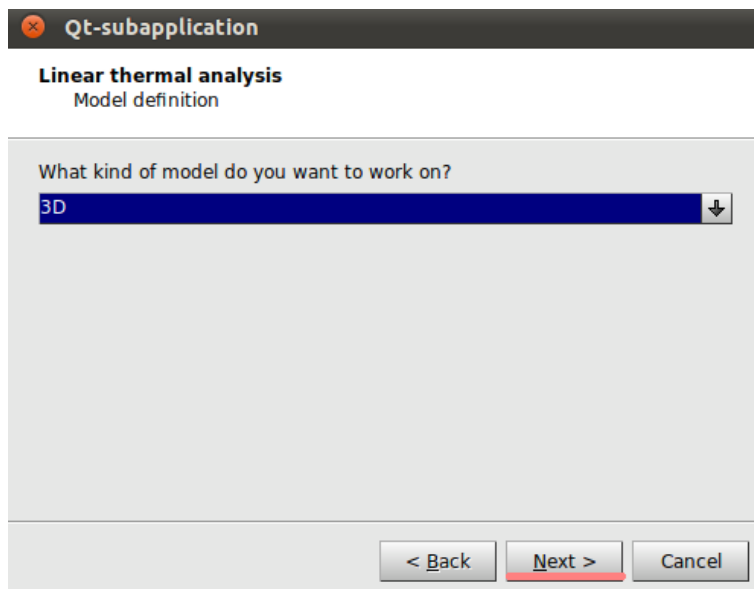 Qt-subapplication
Linear thermal analysis
Model definition
What kind of model do you want to work on?
3D
< Back Next > Cancel